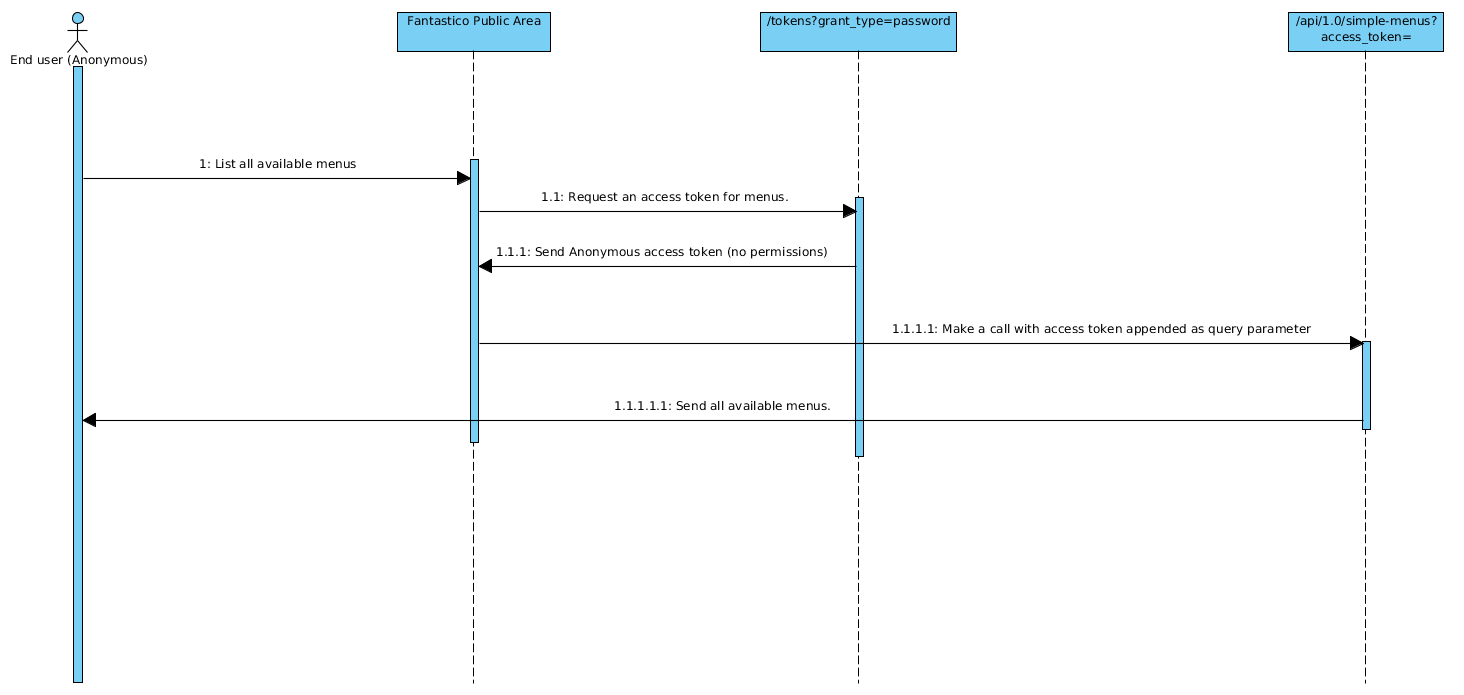 Fantastico Public Area
/tokens?grant_type=password
/api/1.0/simple-menus?
access_token=
End user (Anonymous)
1: List all available menus
1.1: Request an access token for menus.
1.1.1: Send Anonymous access token (no permissions)
1.1.1.1: Make a call with access token appended as query parameter
1.1.1.1.1: Send all available menus.